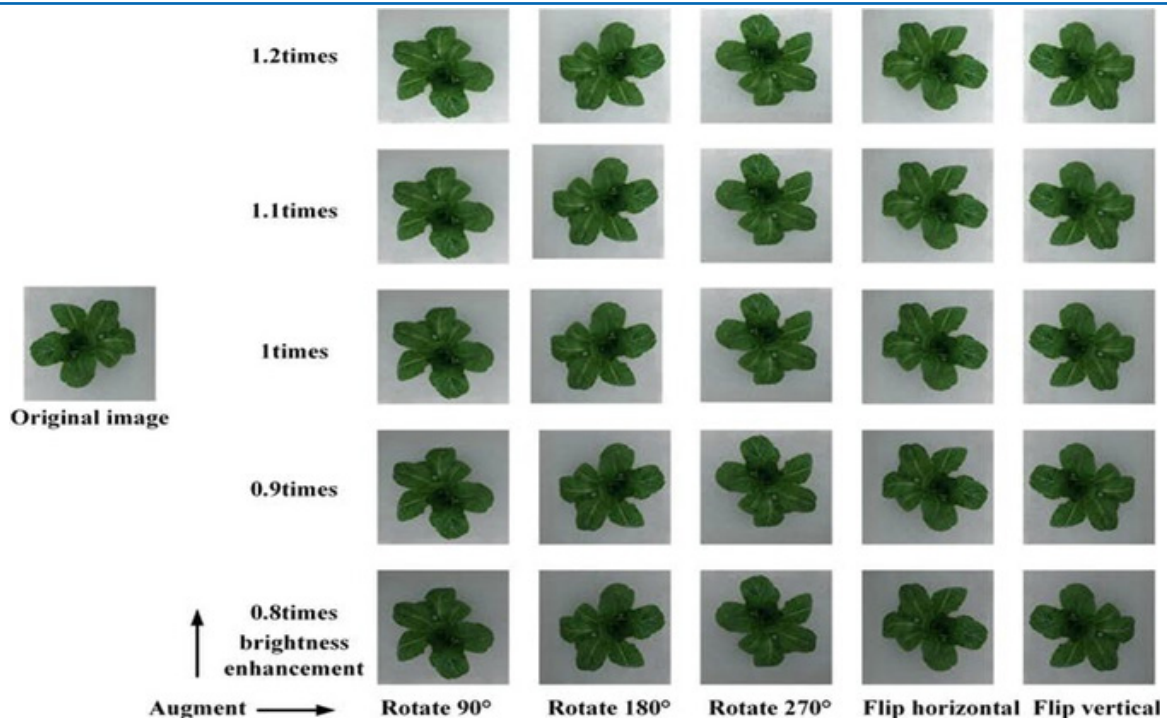 1.2times
1.1times
1times
Original image
0.9times
0.8times
brightness
enhancement
Augment
Rotate 90°
Rotate 180°
Rotate 270°
Flip horizontal
Flip vertical